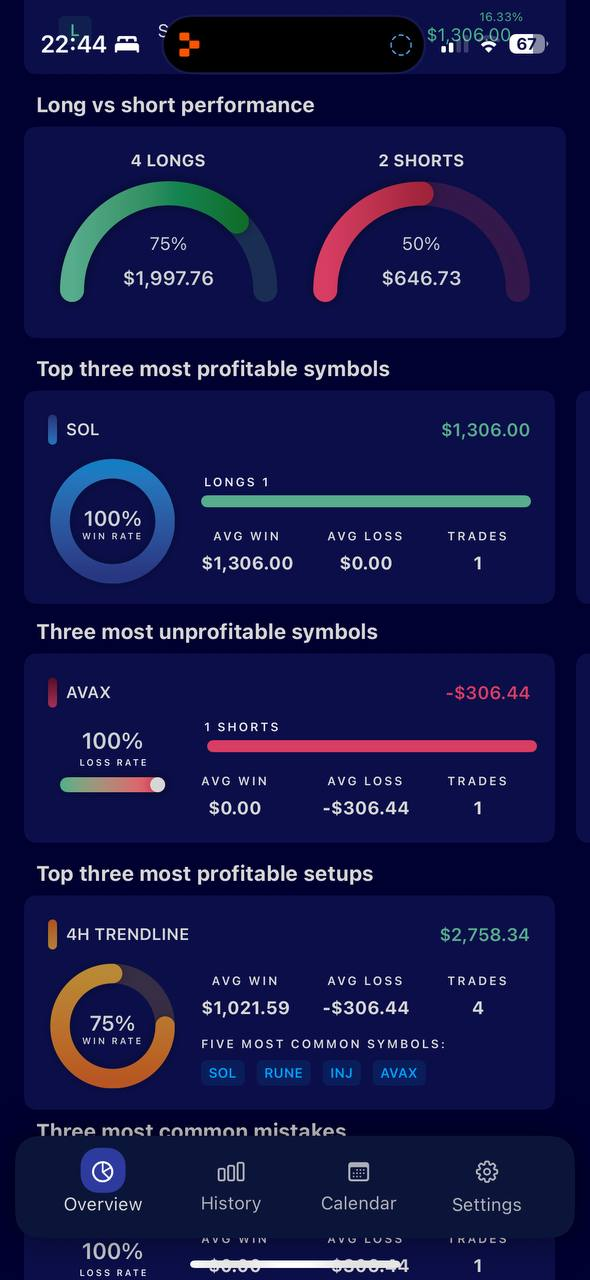 16.33%
L S $1,306.00
22:44 67
Long vs short performance
4 LONGS 2 SHORTS
75% 50%
$1,997.76 $646.73
Top three most profitable symbols
SOL $1,306.00
LONGS 1
100%
WIN RATE
AVG WIN AVG LOSS TRADES
$1,306.00 $0.00 1
Three most unprofitable symbols
AVAX -$306.44
1 SHORTS
100%
LOSS RATE
AVG WIN AVG LOSS TRADES
$0.00 -$306.44 1
Top three most profitable setups
4H TRENDLINE $2,758.34
AVG WIN AVG LOSS TRADES
$1,021.59 -$306.44 4
75%
WIN RATE
FIVE MOST COMMON SYMBOLS:
SOL RUNE INJ AVAX
Three most common mistakes
Overview History Calendar Settings
AVG WIN AVG LOSS TRADES
100% $0.00 -$306.44 1
LOSS RATE